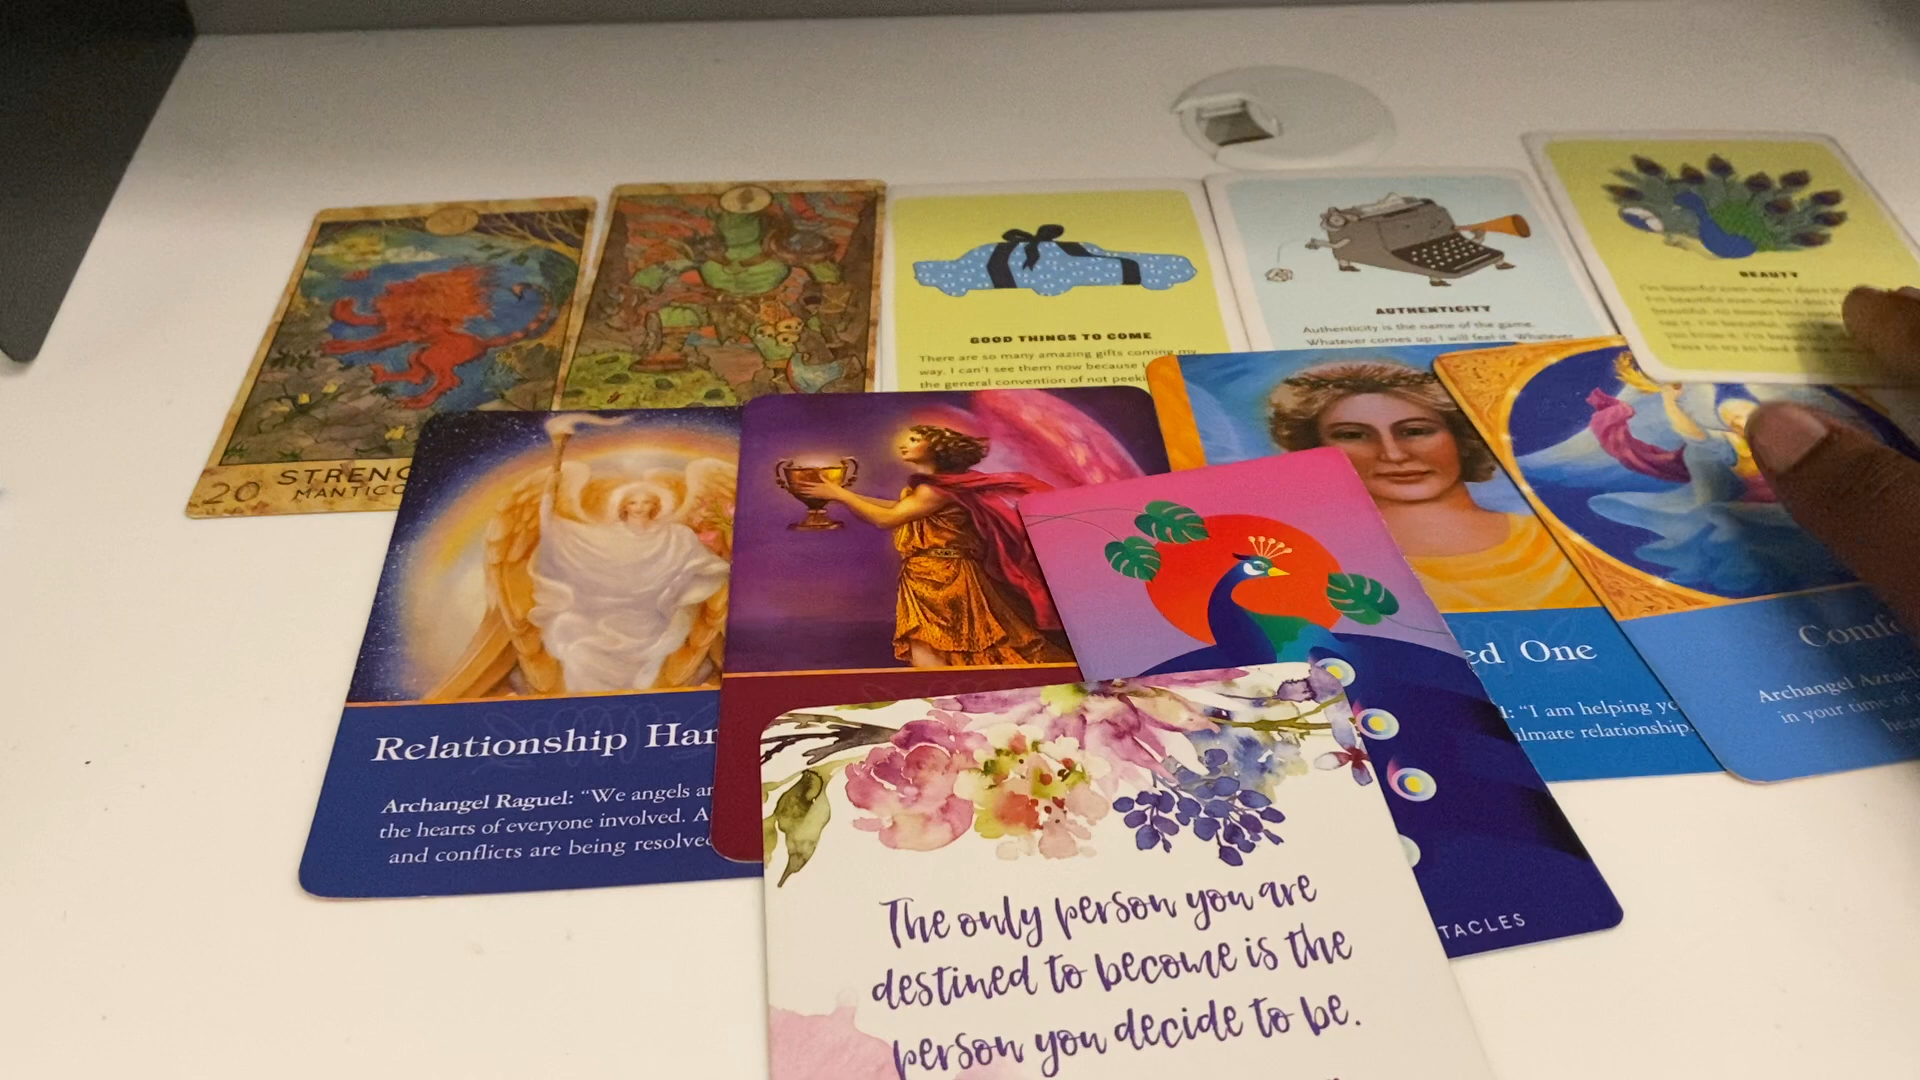 20 STRENG
MANTICO
GOOD THINGS TO COME
There are so many amazing gifts coming my
way. I can't see them now because I
the general convention of not peeki
AUTHENTICITY
Authenticity is the name of the game.
Whatever comes up, I will feel it. Whatever
BEAUTY
Relationship Har
Archangel Raguel: "We angels ar
the hearts of everyone involved. A
and conflicts are being resolved
ed One
l: "I am helping yo
ulmate relationship.
Comfo
Archangel Azrael
in your time of
hear
TACLES
The only person you are
destined to become is the
person you decide to be.